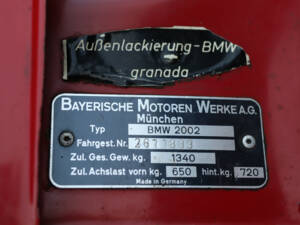 Außenlackierung-BMW
granada
BAYERISCHE MOTOREN WERKE A.G.
München
Typ BMW 2002
Fahrgest. Nr.
Zul. Ges. Gew. kg. 1340
Zul. Achslast vorn kg. 650 hint. kg. 720
Made in Germany